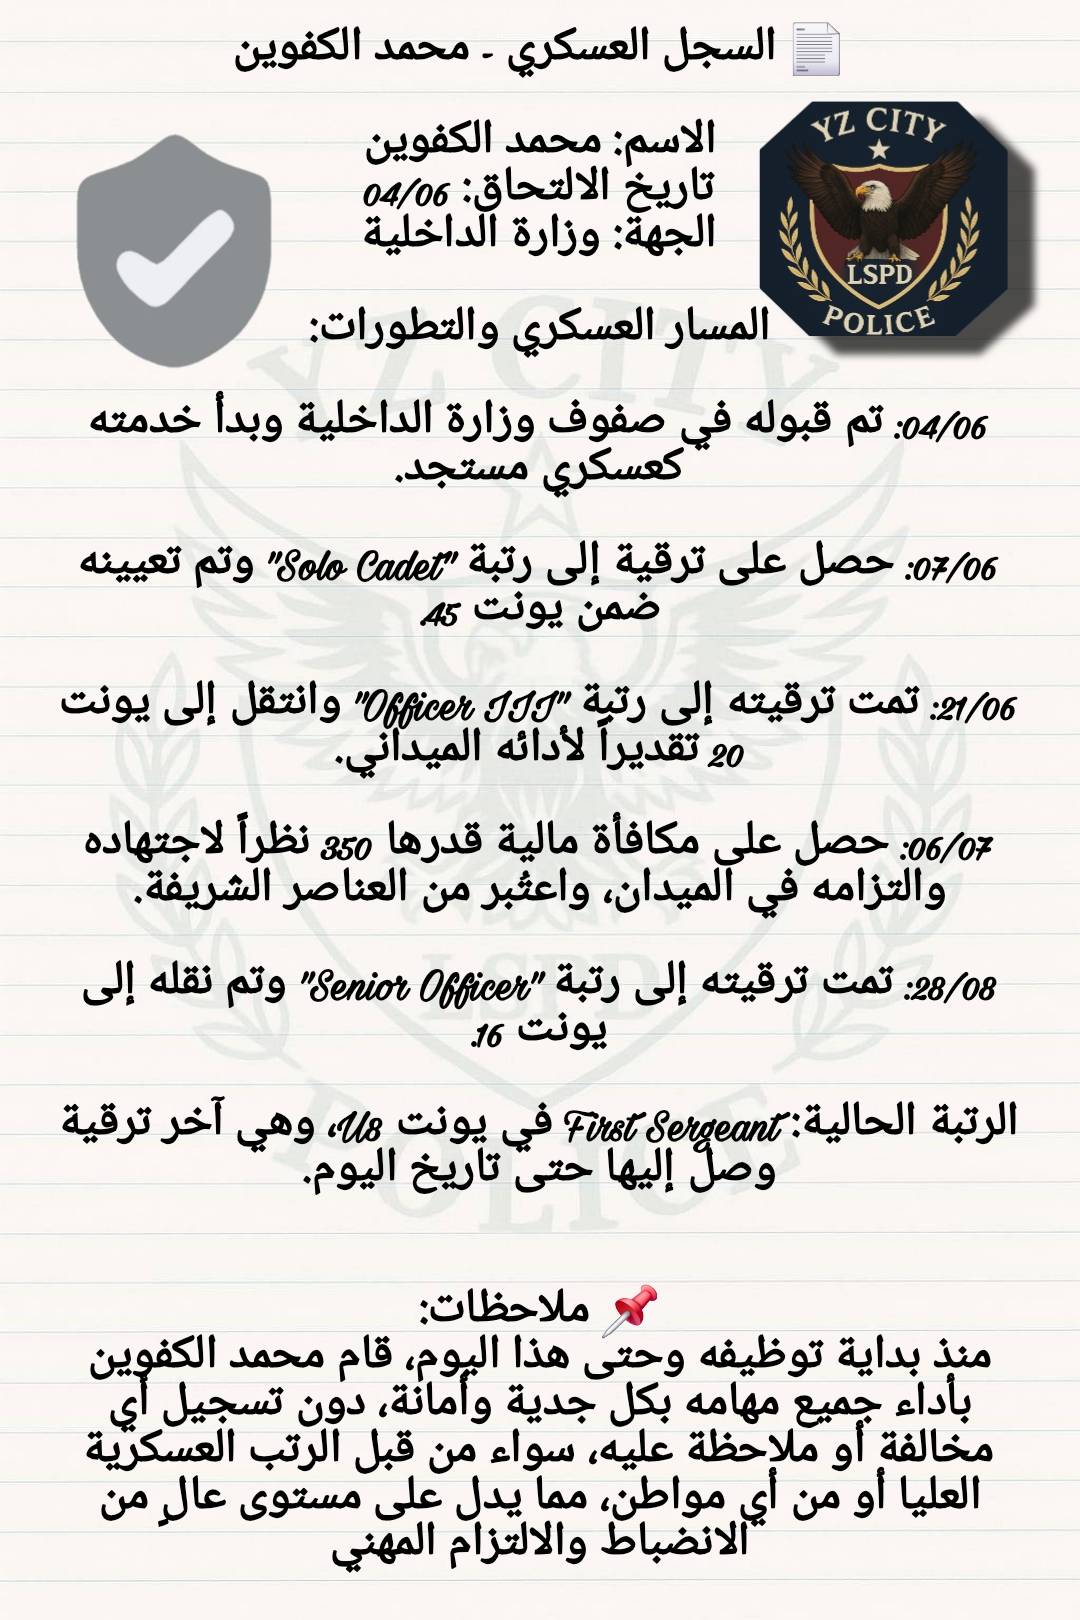 📄 السجل العسكري - محمد الكفوين
YZ CITY
LSPD
POLICE
الاسم: محمد الكفوين
تاريخ الالتحاق: 04/06
الجهة: وزارة الداخلية
المسار العسكري والتطورات:
04/06: تم قبوله في صفوف وزارة الداخلية وبدأ خدمته
كعسكري مستجد.
07/06: حصل على ترقية إلى رتبة "Solo Cadet" وتم تعيينه
ضمن يونت 45.
21/06: تمت ترقيته إلى رتبة "Officer III" وانتقل إلى يونت
20 تقديراً لأدائه الميداني.
06/07: حصل على مكافأة مالية قدرها 350 نظراً لاجتهاده
والتزامه في الميدان، واعتُبر من العناصر الشريفة.
28/08: تمت ترقيته إلى رتبة "Senior Officer" وتم نقله إلى
يونت 16.
الرتبة الحالية: First Sergeant في يونت U8، وهي آخر ترقية
وصل إليها حتى تاريخ اليوم.
📌 ملاحظات:
منذ بداية توظيفه وحتى هذا اليوم، قام محمد الكفوين
بأداء جميع مهامه بكل جدية وأمانة، دون تسجيل أي
مخالفة أو ملاحظة عليه، سواء من قبل الرتب العسكرية
العليا أو من أي مواطن، مما يدل على مستوى عالٍ من
الانضباط والالتزام المهني
YZ CITY
LSPD
POLICE